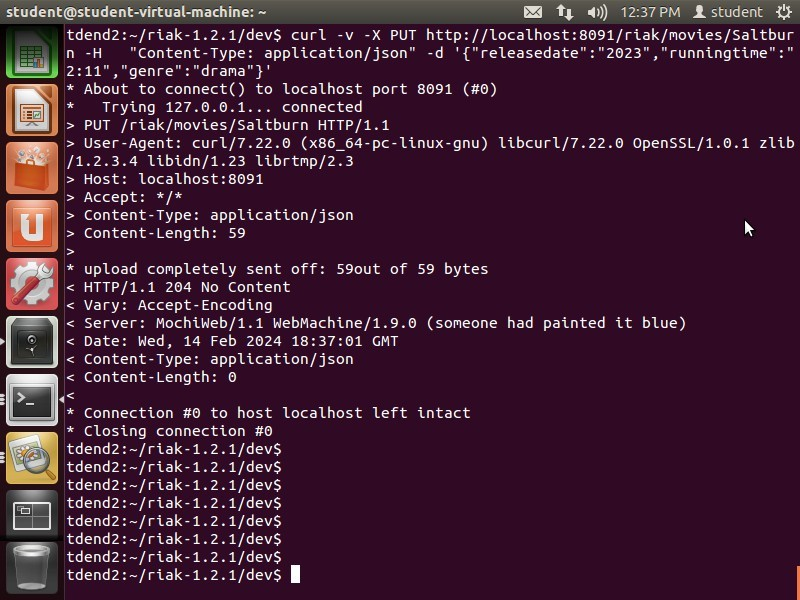 student@student-virtual-machine: ~
12:37 PM student
tdend2:~/riak-1.2.1/dev$ curl -v -X PUT http://localhost:8091/riak/movies/Saltbur
n -H   "Content-Type: application/json" -d '{"releasedate":"2023","runningtime":"
2:11","genre":"drama"}'
* About to connect() to localhost port 8091 (#0)
*   Trying 127.0.0.1... connected
> PUT /riak/movies/Saltburn HTTP/1.1
> User-Agent: curl/7.22.0 (x86_64-pc-linux-gnu) libcurl/7.22.0 OpenSSL/1.0.1 zlib
/1.2.3.4 libidn/1.23 librtmp/2.3
> Host: localhost:8091
> Accept: */*
> Content-Type: application/json
> Content-Length: 59
>
* upload completely sent off: 59out of 59 bytes
< HTTP/1.1 204 No Content
< Vary: Accept-Encoding
< Server: MochiWeb/1.1 WebMachine/1.9.0 (someone had painted it blue)
< Date: Wed, 14 Feb 2024 18:37:01 GMT
< Content-Type: application/json
< Content-Length: 0
<
* Connection #0 to host localhost left intact
* Closing connection #0
tdend2:~/riak-1.2.1/dev$
tdend2:~/riak-1.2.1/dev$
tdend2:~/riak-1.2.1/dev$
tdend2:~/riak-1.2.1/dev$
tdend2:~/riak-1.2.1/dev$
tdend2:~/riak-1.2.1/dev$
tdend2:~/riak-1.2.1/dev$
tdend2:~/riak-1.2.1/dev$